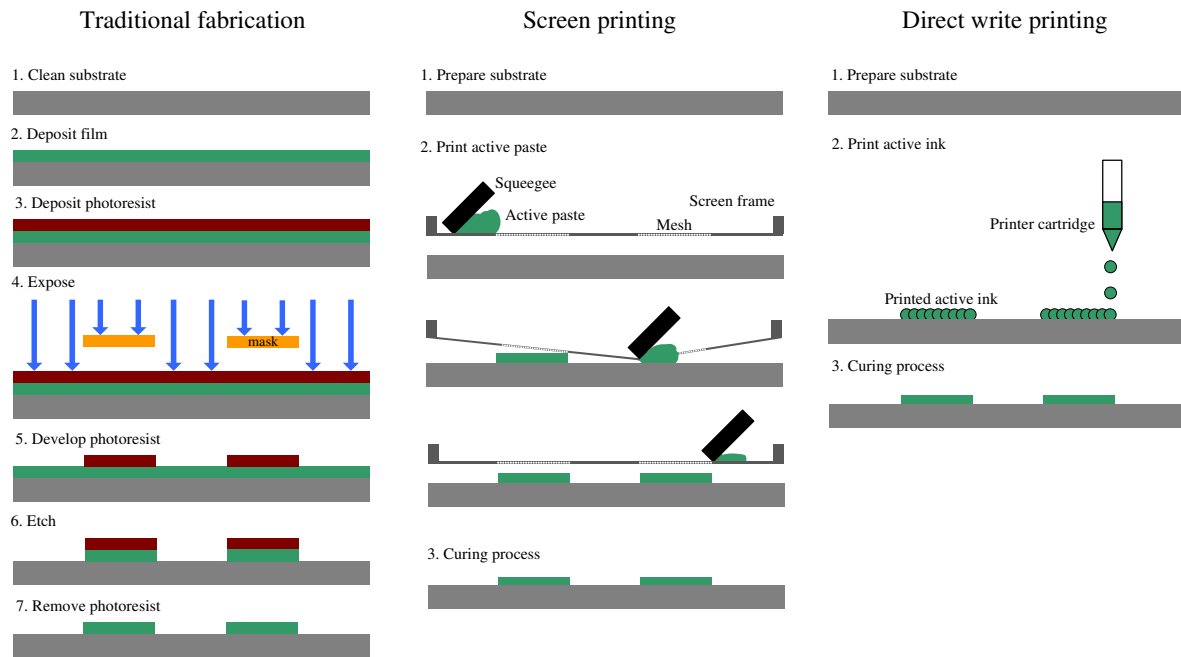 Traditional fabrication
1. Clean substrate
2. Deposit film
3. Deposit photoresist
4. Expose
mask
5. Develop photoresist
6. Etch
7. Remove photoresist
Screen printing
1. Prepare substrate
2. Print active paste
Squeegee
Active paste
Screen frame
Mesh
3. Curing process
Direct write printing
1. Prepare substrate
2. Print active ink
Printer cartridge
Printed active ink
3. Curing process